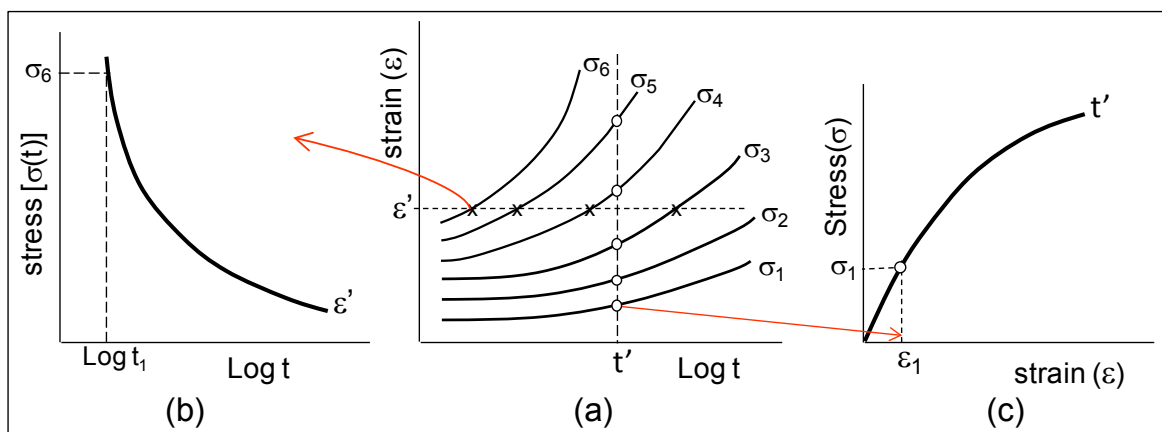 σ6
stress [σ(t)]
ε'
Log t1
Log t
(b)
strain (ε)
σ6
σ5
σ4
σ3
σ2
σ1
ε'
x
x
x
x
t'
Log t
(a)
Stress(σ)
t'
σ1
ε1
strain (ε)
(c)